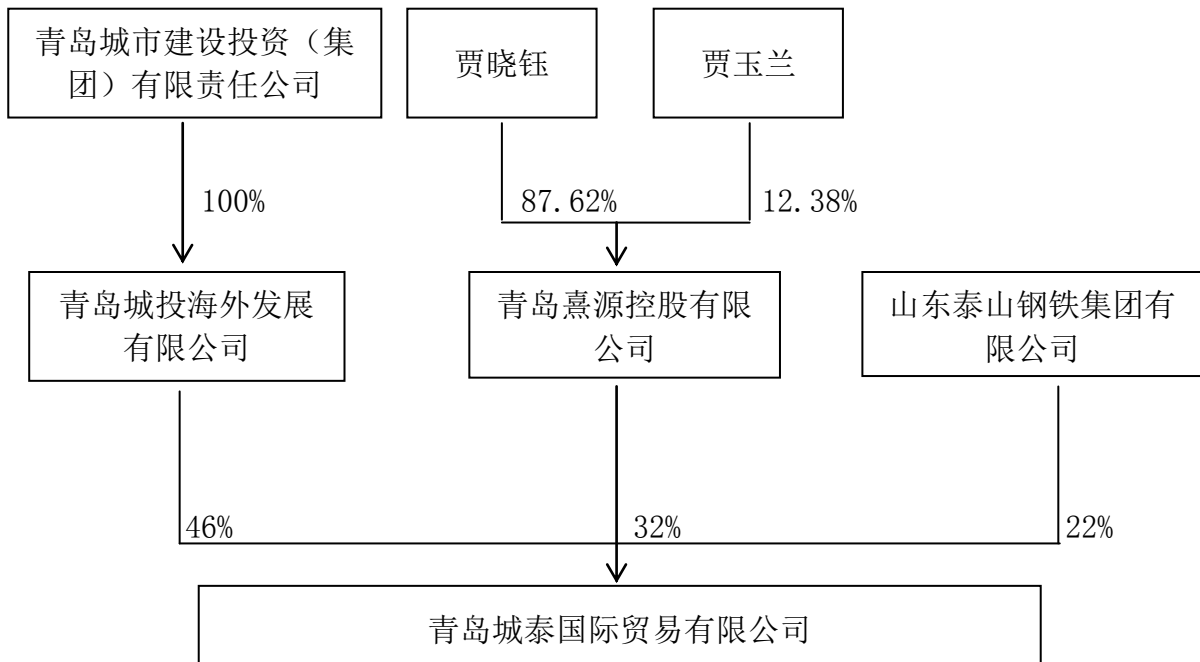 青岛城市建设投资（集
团）有限责任公司
贾晓钰
贾玉兰
100%
87.62%
12.38%
青岛城投海外发展
有限公司
青岛熹源控股有限
公司
山东泰山钢铁集团有
限公司
46%
32%
22%
青岛城泰国际贸易有限公司